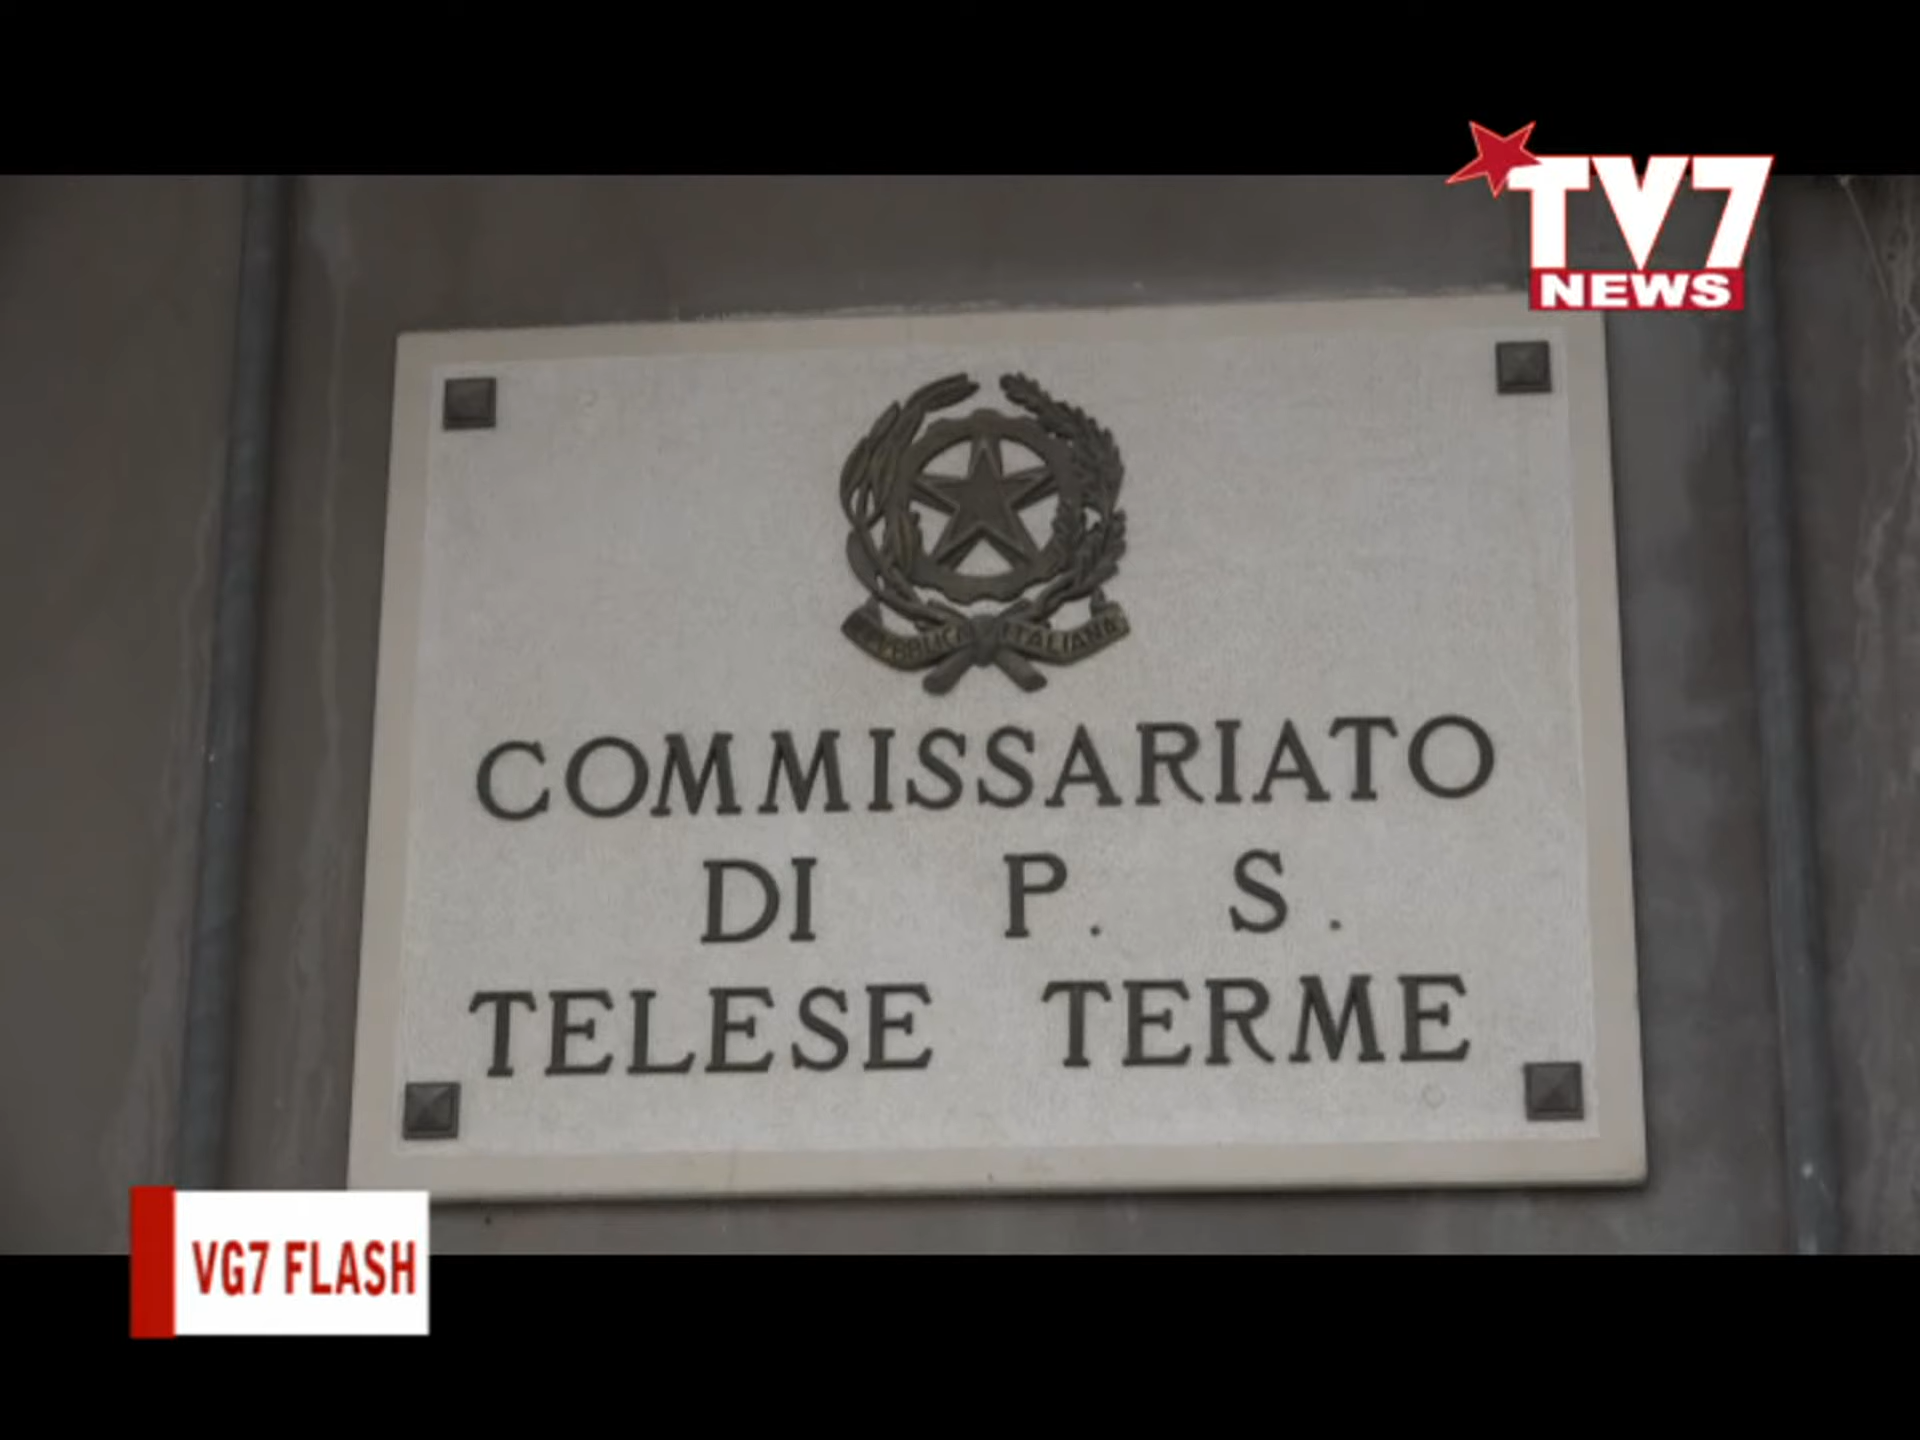 TV7
NEWS
REPUBBLICA ITALIANA
COMMISSARIATO
DI P. S.
TELESE TERME
VG7 FLASH